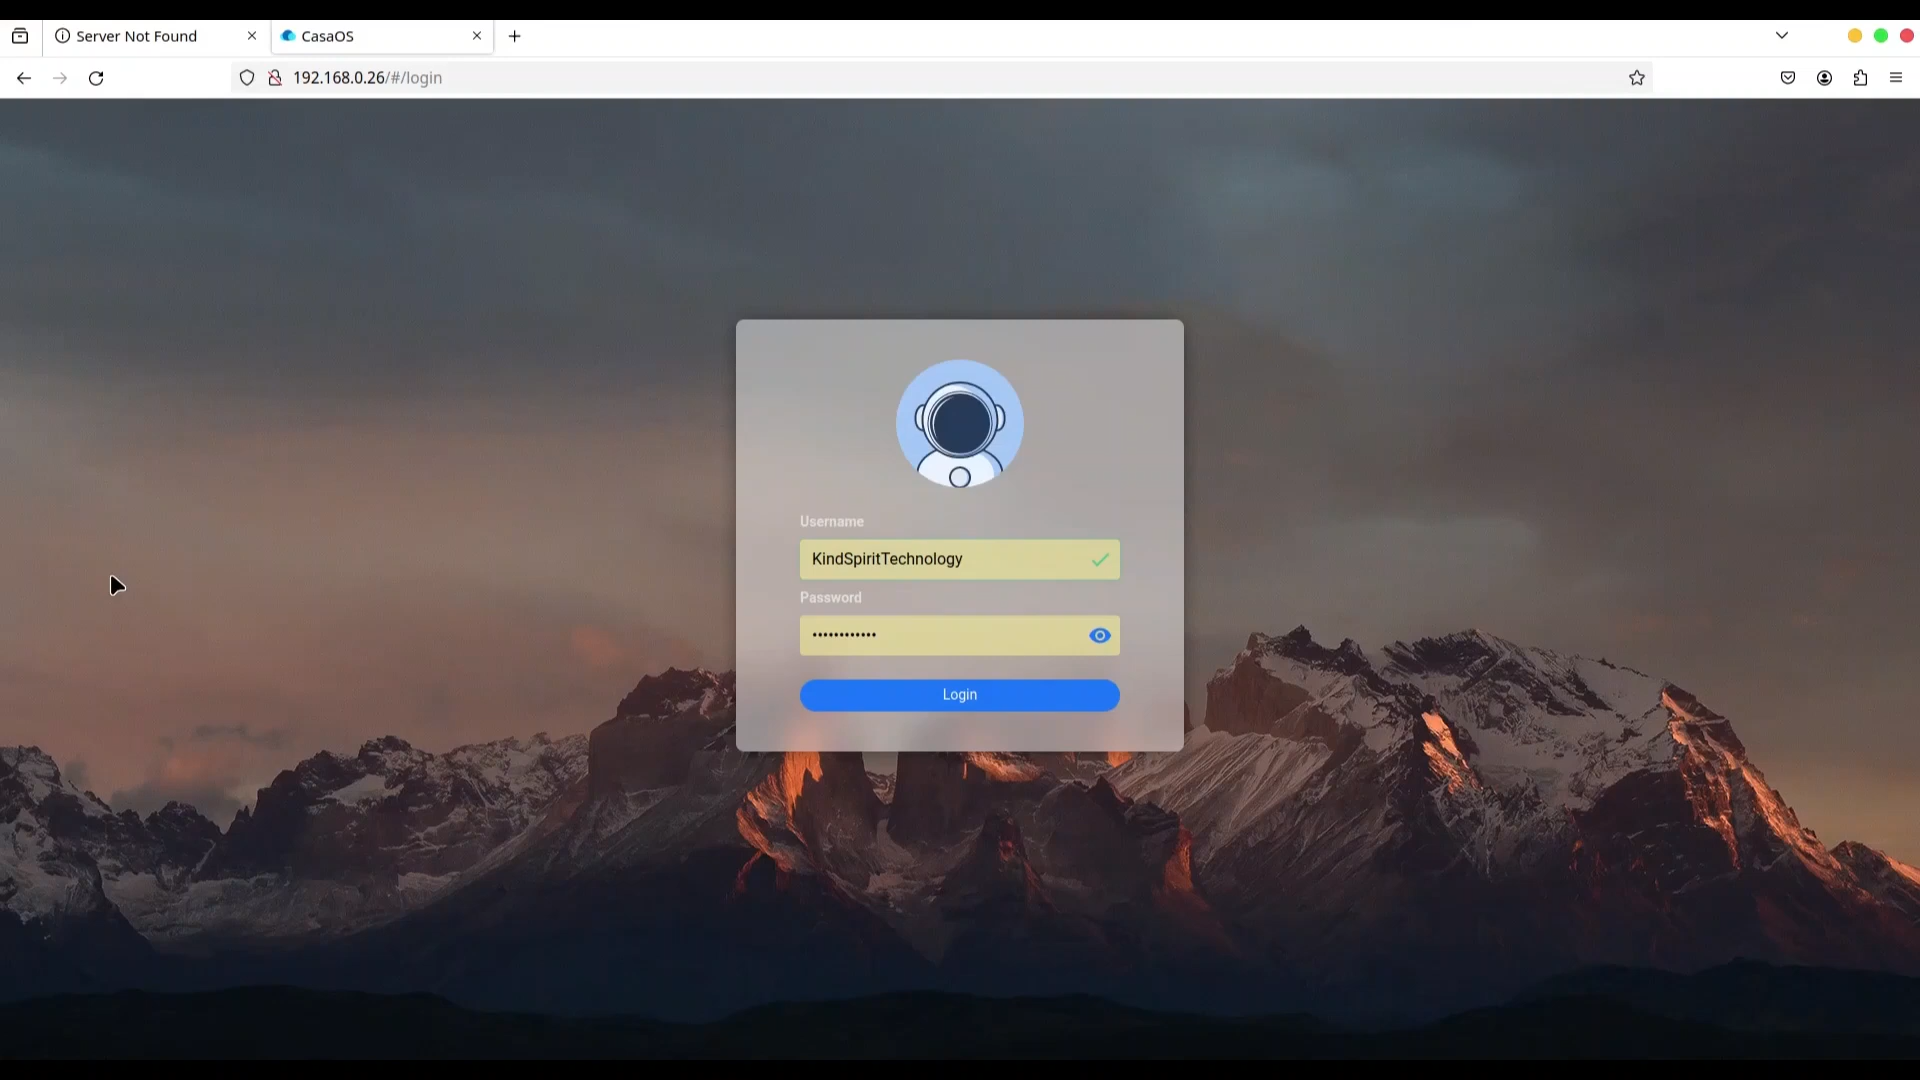 Server Not Found
CasaOS
192.168.0.26/#/login
Username
KindSpiritTechnology
Password
••••••••••••
Login